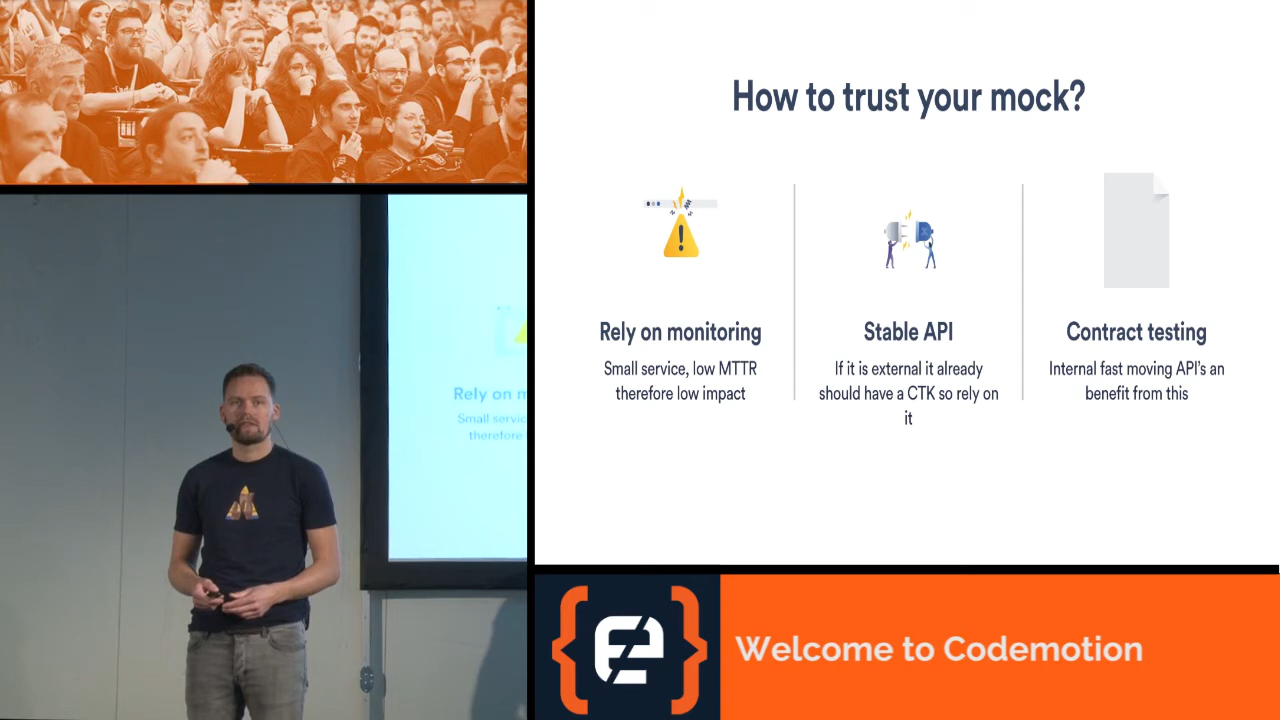 How to trust your mock?
Rely on monitoring
Small service, low MTTR
therefore low impact
Stable API
If it is external it already
should have a CTK so rely on
it
Contract testing
Internal fast moving API's an
benefit from this
Rely on m
Small servic
therefore
Welcome to Codemotion